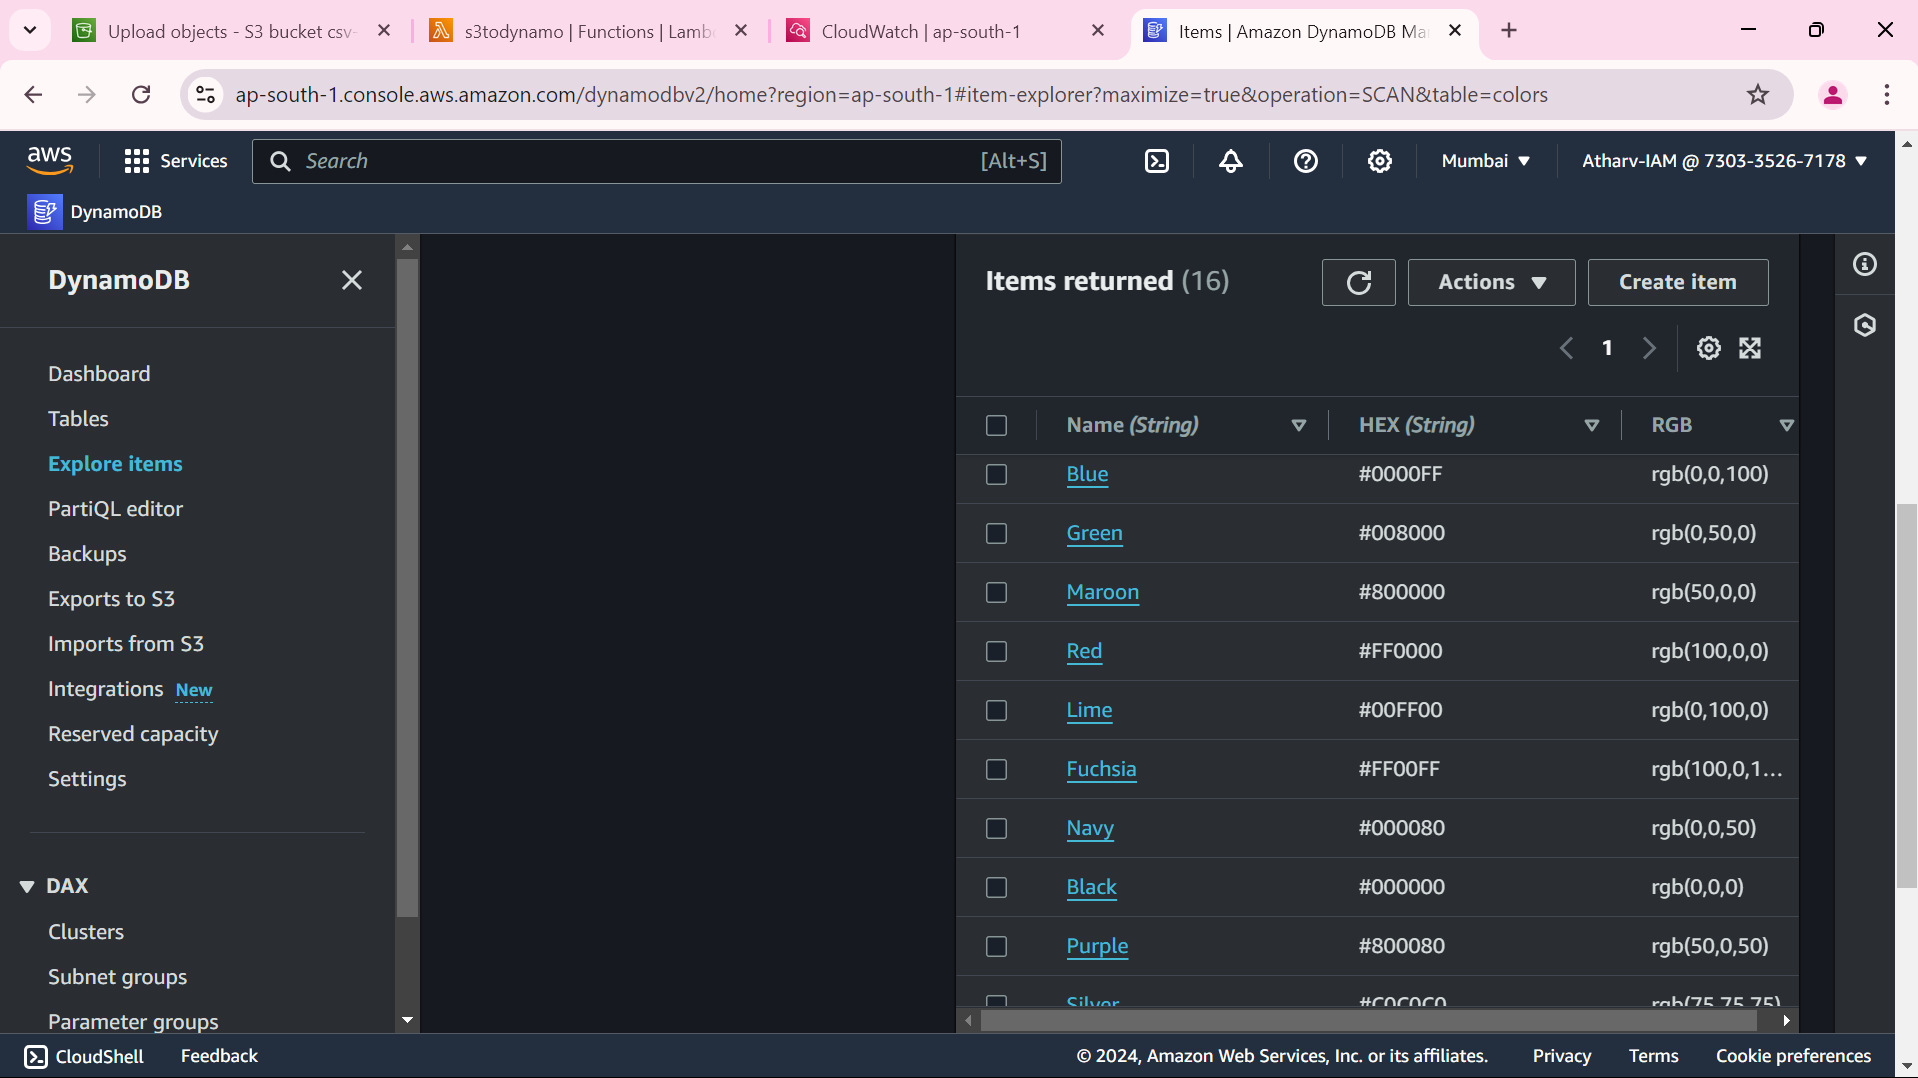 Upload objects - S3 bucket csv-
s3todynamo | Functions | Lamb
CloudWatch | ap-south-1
Items | Amazon DynamoDB Ma
ap-south-1.console.aws.amazon.com/dynamodbv2/home?region=ap-south-1#item-explorer?maximize=true&operation=SCAN&table=colors
aws
Services
Search
[Alt+S]
Mumbai
Atharv-IAM @ 7303-3526-7178
DynamoDB
DynamoDB
Dashboard
Tables
Explore items
PartiQL editor
Backups
Exports to S3
Imports from S3
Integrations New
Reserved capacity
Settings
DAX
Clusters
Subnet groups
Parameter groups
Items returned (16)
Actions
Create item
1
Name (String) HEX (String) RGB
Blue #0000FF rgb(0,0,100)
Green #008000 rgb(0,50,0)
Maroon #800000 rgb(50,0,0)
Red #FF0000 rgb(100,0,0)
Lime #00FF00 rgb(0,100,0)
Fuchsia #FF00FF rgb(100,0,1...
Navy #000080 rgb(0,0,50)
Black #000000 rgb(0,0,0)
Purple #800080 rgb(50,0,50)
Silver #C0C0C0 rgb(75,75,75)
CloudShell
Feedback
© 2024, Amazon Web Services, Inc. or its affiliates.
Privacy
Terms
Cookie preferences